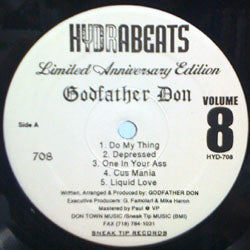 HYDRABEATS
Limited Anniversary Edition
Godfather Don
VOLUME
8
HYD-708
Side A
708
1. Do My Thing
2. Depressed
3. One In Your Ass
4. Cus Mania
5. Liquid Love
Written, Arranged & Produced by: GODFATHER DON
Executive Producers: G. Famolari & Mike Heron
Mastered by Paul @ VP
DON TOWN MUSIC /Sneak Tip MUSIC (BMI)
FAX (718) 784-1031
SNEAK TIP RECORDS